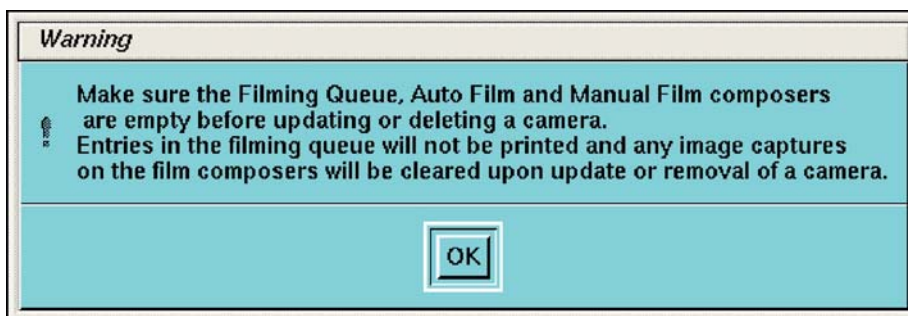 Warning
Make sure the Filming Queue, Auto Film and Manual Film composers
are empty before updating or deleting a camera.
Entries in the filming queue will not be printed and any image captures
on the film composers will be cleared upon update or removal of a camera.
OK